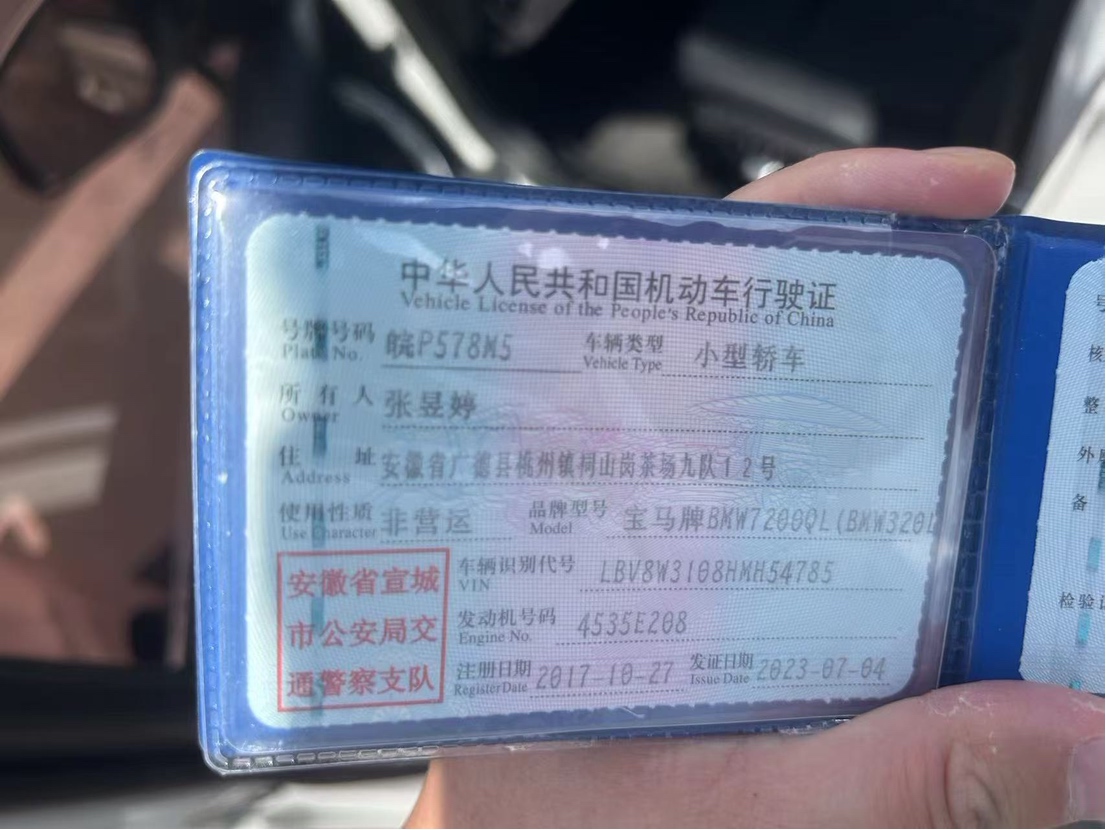 中华人民共和国机动车行驶证
Vehicle License of the People's Republic of China
号牌号码 皖P578M5 车辆类型 小型轿车
Plate No. Vehicle Type
所有人 张昱婷
Owner
住址 安徽省广德县桃州镇柯山岗茶场九队12号
Address
使用性质 非营运 品牌型号 宝马牌BMW7200QL(BMW320L
Use Character Model
安徽省宣城
市公安局交
通警察支队
车辆识别代号 LBV8W3108HMH54785
VIN
发动机号码 4535E208
Engine No.
注册日期 2017-10-27 发证日期 2023-07-04
Register Date Issue Date
号
核
整
外
备
检验